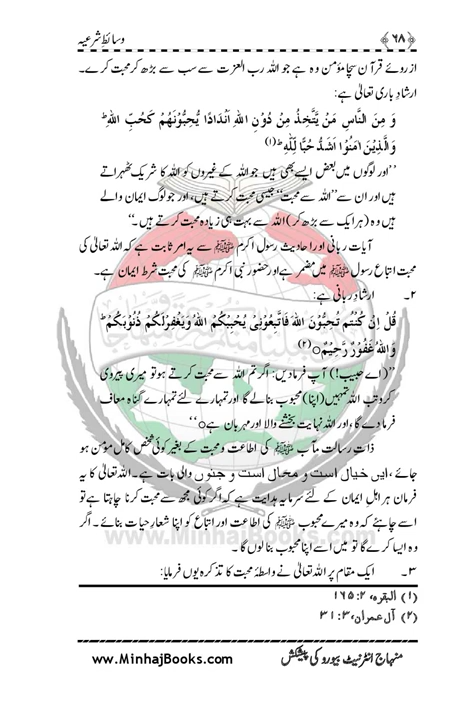 ﴿۶۸﴾ وسائط شرعیہ
از روئے قرآن سچا مؤمن وہ ہے جو اللہ رب العزت سے سب سے بڑھ کر محبت کرے۔
ارشادِ باری تعالیٰ ہے:
وَ مِنَ النَّاسِ مَنْ يَّتَّخِذُ مِنْ دُوْنِ اللهِ اَنْدَادًا يُّحِبُّوْنَهُمْ كَحُبِّ اللهِ ؕ
وَالَّذِيْنَ اٰمَنُوْا اَشَدُّ حُبًّا لِّلّٰهِ ؕ (۱)
’’اور لوگوں میں بعض ایسے بھی ہیں جو اللہ کے غیروں کو اللہ کا شریک ٹھہراتے
ہیں اور ان سے ’’اللہ سے محبت‘‘ جیسی محبت کرتے ہیں، اور جو لوگ ایمان والے
ہیں وہ (ہر ایک سے بڑھ کر) اللہ سے بہت ہی زیادہ محبت کرتے ہیں۔‘‘
آیات ربانی اور احادیث رسول اکرم ﷺ سے یہ امر ثابت ہے کہ اللہ تعالیٰ کی
محبت اتباع رسول ﷺ میں مضمر ہے اور حضور نبی اکرم ﷺ کی محبت شرط ایمان ہے۔
۲۔ ارشادِ ربانی ہے:
قُلْ اِنْ كُنْتُمْ تُحِبُّوْنَ اللهَ فَاتَّبِعُوْنِيْ يُحْبِبْكُمُ اللهُ وَيَغْفِرْلَكُمْ ذُنُوْبَكُمْ ؕ
وَاللهُ غَفُوْرٌ رَّحِيْمٌ○ (۲)
’’(اے حبیب!) آپ فرما دیں: اگر تم اللہ سے محبت کرتے ہو تو میری پیروی
کرو تب اللہ تمہیں (اپنا) محبوب بنا لے گا اور تمہارے لئے تمہارے گناہ معاف
فرما دے گا، اور اللہ نہایت بخشنے والا اور مہربان ہے○‘‘
ذات رسالت مآب ﷺ کی اطاعت و محبت کے بغیر کوئی شخص کامل مؤمن ہو
جائے، ایں خیال است و محال است و جنوں والی بات ہے۔ اللہ تعالیٰ کا یہ
فرمان ہر اہلِ ایمان کے لئے سرمایہ ہدایت ہے کہ اگر کوئی مجھ سے محبت کرنا چاہتا ہے تو
اسے چاہئے کہ وہ میرے محبوب ﷺ کی اطاعت اور اتباع کو اپنا شعار حیات بنائے۔ اگر
وہ ایسا کرے گا تو میں اسے اپنا محبوب بنا لوں گا۔
۳۔ ایک مقام پر اللہ تعالیٰ نے واسطۂ محبت کا تذکرہ یوں فرمایا:
(۱) البقرہ، ۲: ۱۶۵
(۲) آل عمران، ۳: ۳۱
منہاج انٹرنیٹ بیورو کی پیشکش www.MinhajBooks.com
www.MinhajBooks.com